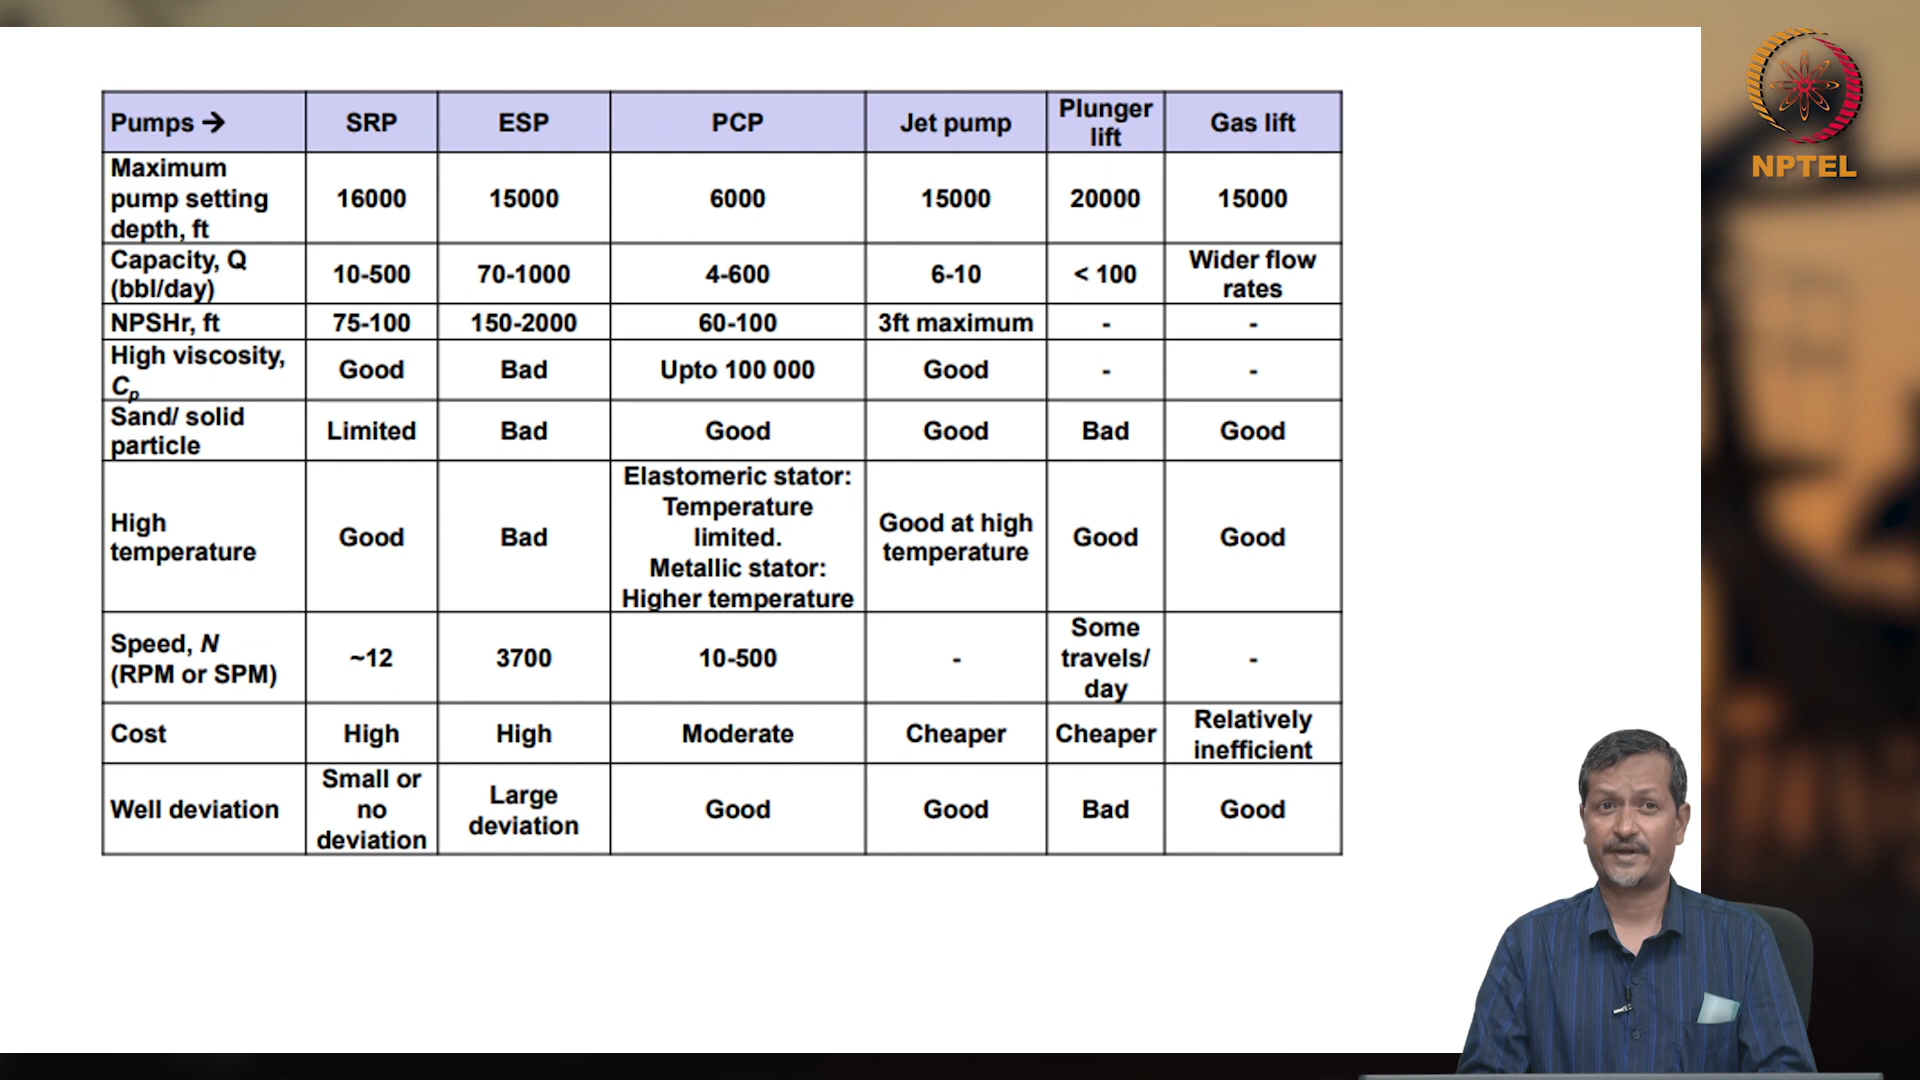 Pumps → SRP ESP PCP Jet pump Plunger lift Gas lift
Maximum pump setting depth, ft 16000 15000 6000 15000 20000 15000
Capacity, Q (bbl/day) 10-500 70-1000 4-600 6-10 < 100 Wider flow rates
NPSHr, ft 75-100 150-2000 60-100 3ft maximum - -
High viscosity, Cp Good Bad Upto 100 000 Good - -
Sand/ solid particle Limited Bad Good Good Bad Good
High temperature Good Bad Elastomeric stator: Temperature limited. Metallic stator: Higher temperature Good at high temperature Good Good
Speed, N (RPM or SPM) ~12 3700 10-500 - Some travels/ day -
Cost High High Moderate Cheaper Cheaper Relatively inefficient
Well deviation Small or no deviation Large deviation Good Good Bad Good
NPTEL